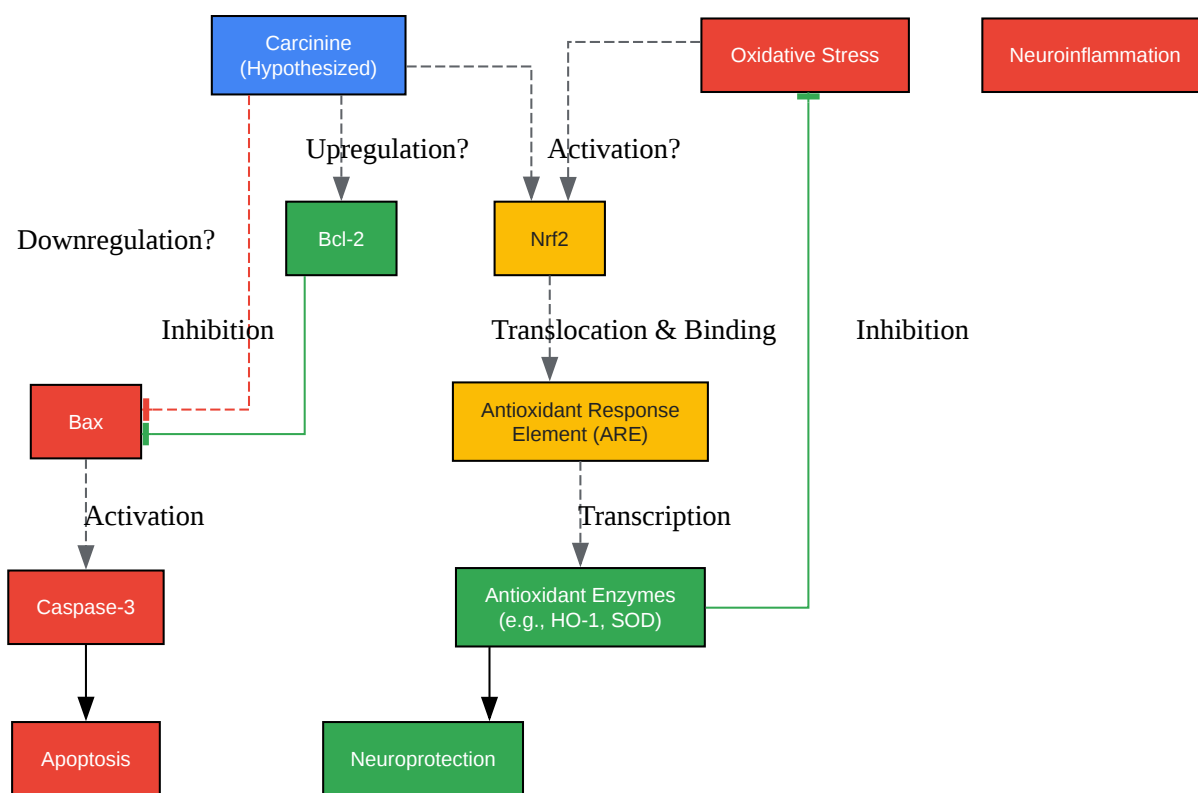 Carcinine
(Hypothesized)
Oxidative Stress
Neuroinflammation
Upregulation?
Activation?
Downregulation?
Bcl-2
Nrf2
Inhibition
Translocation & Binding
Inhibition
Bax
Antioxidant Response
Element (ARE)
Activation
Transcription
Caspase-3
Antioxidant Enzymes
(e.g., HO-1, SOD)
Apoptosis
Neuroprotection